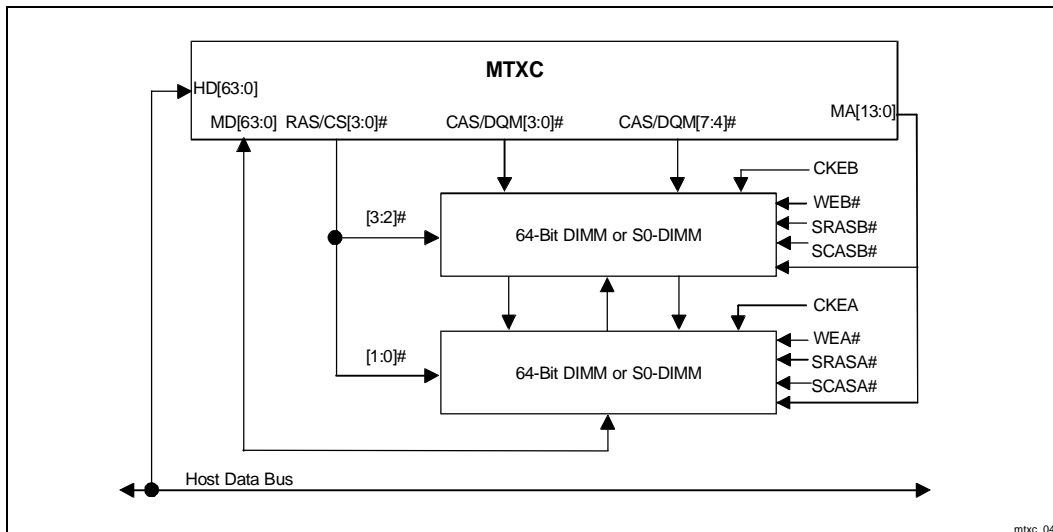 MTXC
HD[63:0]
MA[13:0]
MD[63:0] RAS/CS[3:0]# CAS/DQM[3:0]# CAS/DQM[7:4]#
CKEB
WEB#
[3:2]#
64-Bit DIMM or S0-DIMM
SRASB#
SCASB#
CKEA
WEA#
[1:0]#
64-Bit DIMM or S0-DIMM
SRASA#
SCASA#
Host Data Bus
mtxc_04